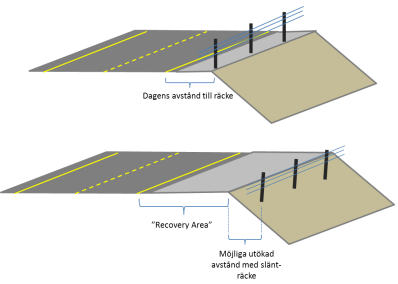 Dagens avstånd till räcke
"Recovery Area"
Möjliga utökad
avstånd med slänt-
räcke